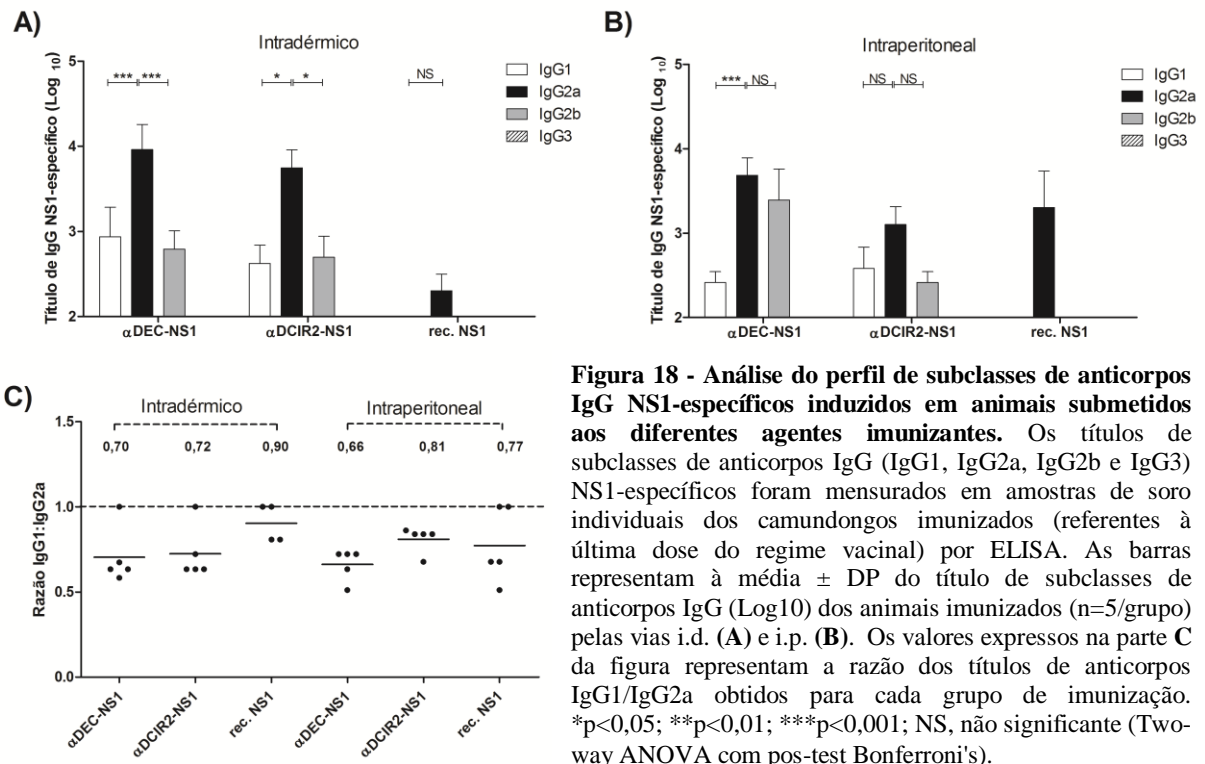 A)
Intradérmico
Título de IgG NS1-específico (Log 10)
5
4
3
2
*** ***
* *
NS
IgG1
IgG2a
IgG2b
IgG3
αDEC-NS1
αDCIR2-NS1
rec. NS1
B)
Intraperitoneal
Título de IgG NS1-específico (Log 10)
5
4
3
2
*** NS
NS NS
IgG1
IgG2a
IgG2b
IgG3
αDEC-NS1
αDCIR2-NS1
rec. NS1
C)
Intradérmico Intraperitoneal
Razão IgG1:IgG2a
1.5
1.0
0.5
0.0
0,70 0,72 0,90 0,66 0,81 0,77
αDEC-NS1
αDCIR2-NS1
rec. NS1
αDEC-NS1
αDCIR2-NS1
rec. NS1
Figura 18 - Análise do perfil de subclasses de anticorpos
IgG NS1-específicos induzidos em animais submetidos
aos diferentes agentes imunizantes. Os títulos de
subclasses de anticorpos IgG (IgG1, IgG2a, IgG2b e IgG3)
NS1-específicos foram mensurados em amostras de soro
individuais dos camundongos imunizados (referentes à
última dose do regime vacinal) por ELISA. As barras
representam à média ± DP do título de subclasses de
anticorpos IgG (Log10) dos animais imunizados (n=5/grupo)
pelas vias i.d. (A) e i.p. (B). Os valores expressos na parte C
da figura representam a razão dos títulos de anticorpos
IgG1/IgG2a obtidos para cada grupo de imunização.
*p<0,05; **p<0,01; ***p<0,001; NS, não significante (Two-
way ANOVA com pos-test Bonferroni's).